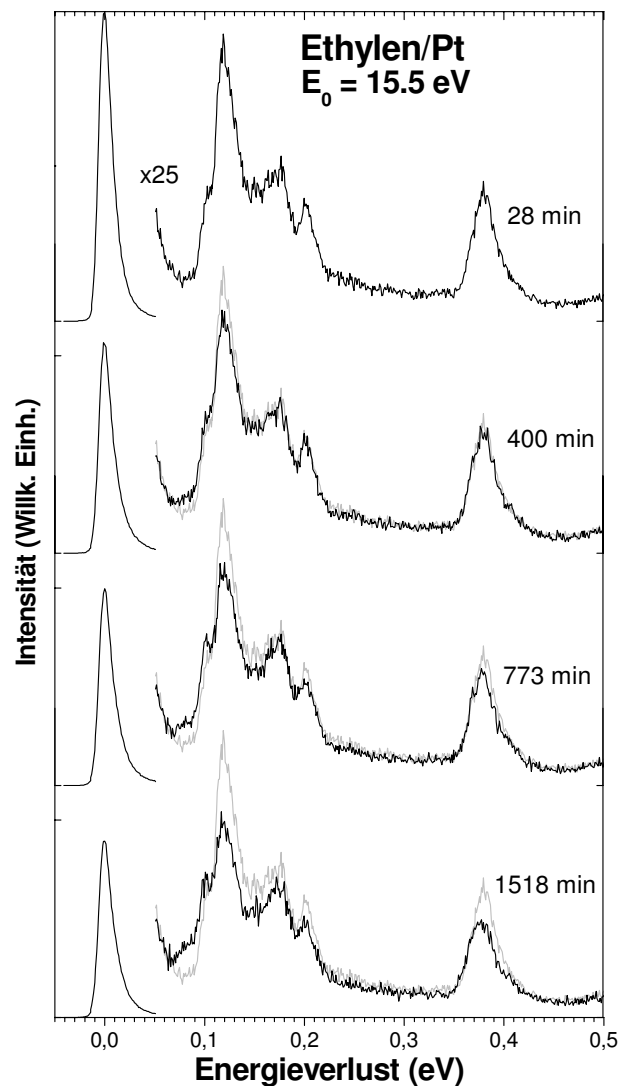 Ethylen/Pt
E₀ = 15.5 eV
x25
28 min
400 min
773 min
1518 min
Intensität (Willk. Einh.)
0,0 0,1 0,2 0,3 0,4 0,5
Energieverlust (eV)